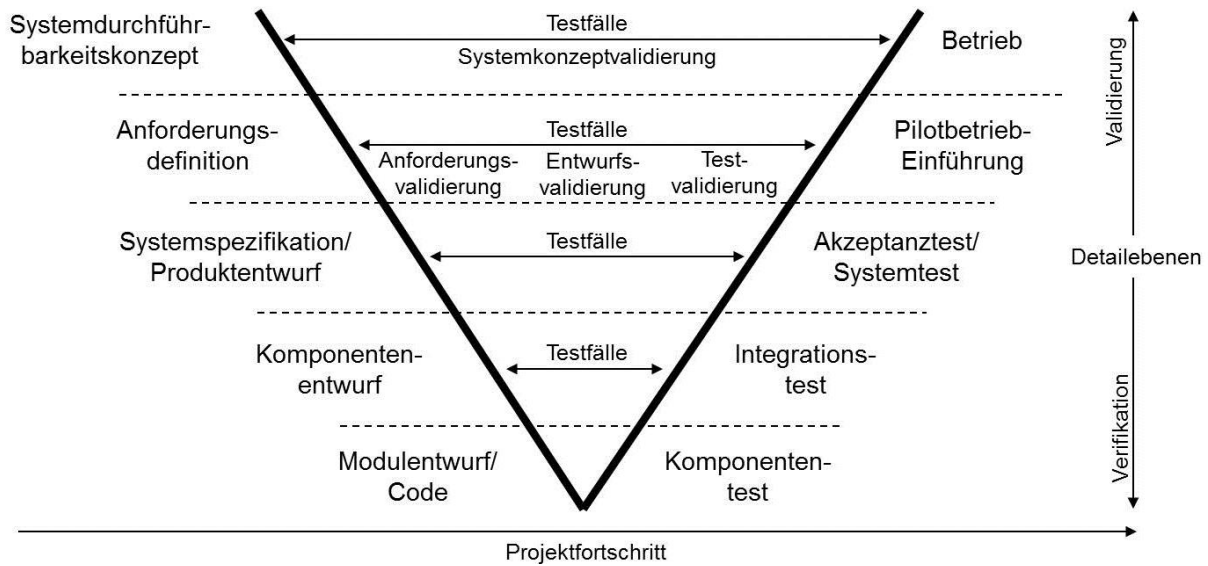 Systemdurchführ-
barkeitskonzept
Testfälle
Systemkonzeptvalidierung
Betrieb
Anforderungs-
definition
Testfälle
Anforderungs-
validierung
Entwurfs-
validierung
Test-
validierung
Pilotbetrieb-
Einführung
Systemspezifikation/
Produktentwurf
Testfälle
Akzeptanztest/
Systemtest
Komponenten-
entwurf
Testfälle
Integrations-
test
Modulentwurf/
Code
Komponenten-
test
Validierung
Detailebenen
Verifikation
Projektfortschritt